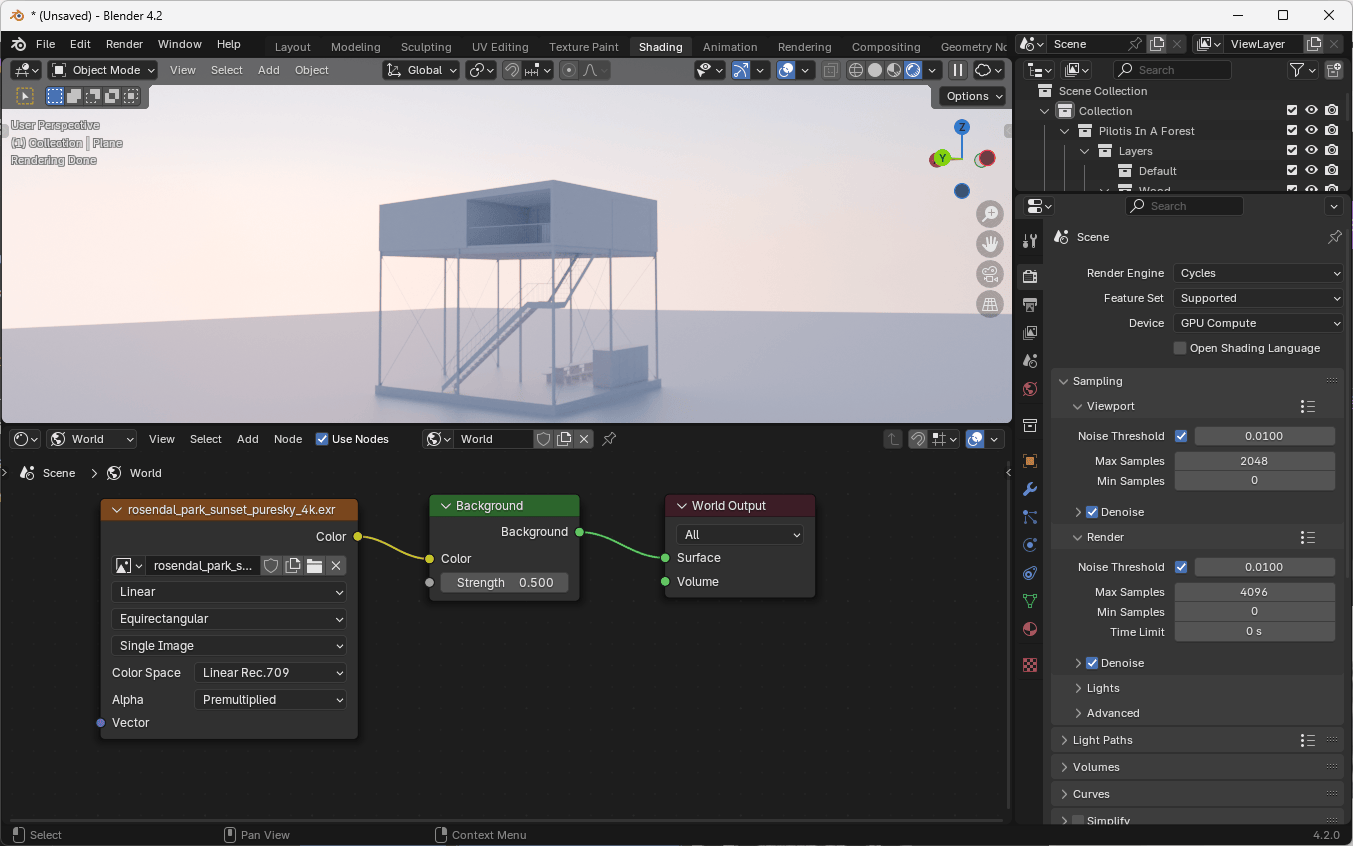 * (Unsaved) - Blender 4.2
File Edit Render Window Help Layout Modeling Sculpting UV Editing Texture Paint Shading Animation Rendering Compositing Geometry No Scene ViewLayer
Object Mode View Select Add Object Global Search
Options
User Perspective
(1) Collection | Plane
Rendering Done
Z
Y
Scene Collection
Collection
Pilotis In A Forest
Layers
Default
Wood
Search
Scene
Render Engine Cycles
Feature Set Supported
Device GPU Compute
Open Shading Language
Sampling
Viewport
Noise Threshold 0.0100
Max Samples 2048
Min Samples 0
Denoise
Render
Noise Threshold 0.0100
Max Samples 4096
Min Samples 0
Time Limit 0 s
Denoise
Lights
Advanced
Light Paths
Volumes
Curves
Simplify
World View Select Add Node Use Nodes World
Scene > World
rosendal_park_sunset_puresky_4k.exr
Color
rosendal_park_s...
Linear
Equirectangular
Single Image
Color Space Linear Rec.709
Alpha Premultiplied
Vector
Background
Background
Color
Strength 0.500
World Output
All
Surface
Volume
Select Pan View Context Menu 4.2.0